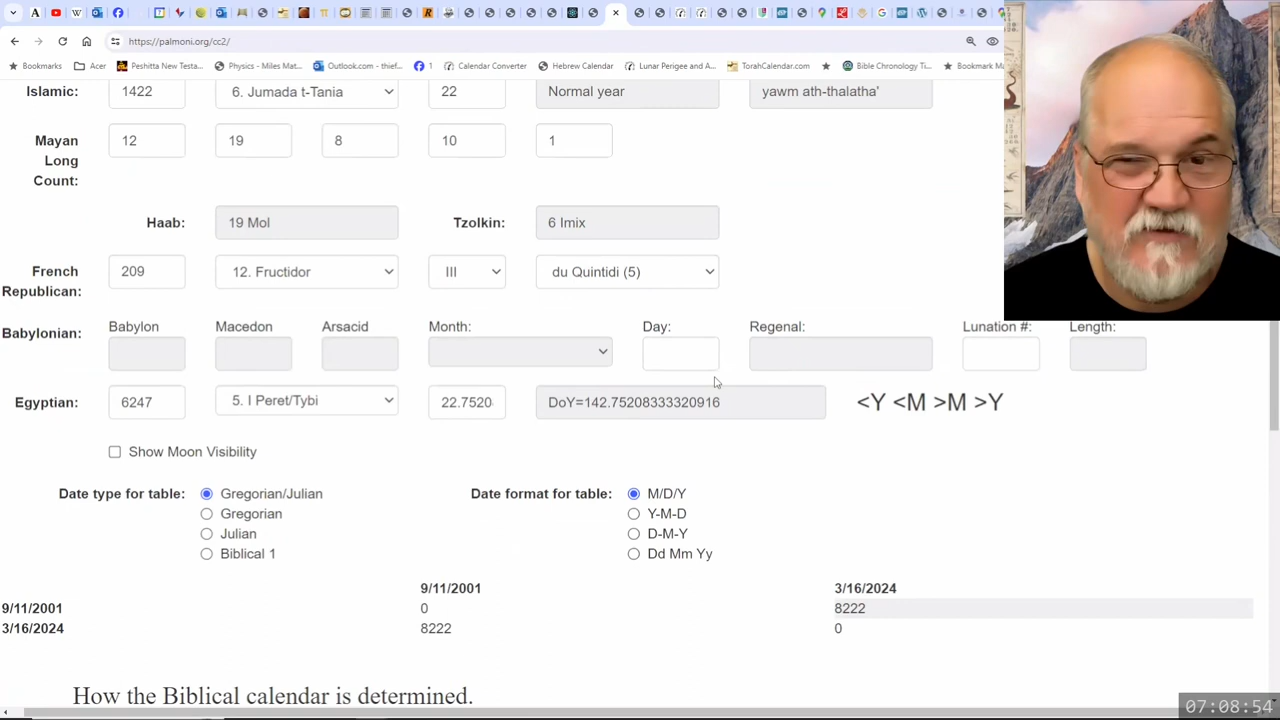 https://palmoni.org/cc2/
Bookmarks Acer Peshitta New Testa... Physics - Miles Mat... Outlook.com - thief... 1 Calendar Converter Hebrew Calendar Lunar Perigee and A... TorahCalendar.com Bible Chronology Ti... Bookmark Ma
Islamic: 1422 6. Jumada t-Tania 22 Normal year yawm ath-thalatha'
Mayan Long Count: 12 19 8 10 1
Haab: 19 Mol Tzolkin: 6 Imix
French Republican: 209 12. Fructidor III du Quintidi (5)
Babylonian: Babylon Macedon Arsacid Month: Day: Regenal: Lunation #: Length:
Egyptian: 6247 5. I Peret/Tybi 22.7520 DoY=142.75208333320916 <Y <M >M >Y
Show Moon Visibility
Date type for table: Gregorian/Julian Date format for table: M/D/Y
Gregorian Y-M-D
Julian D-M-Y
Biblical 1 Dd Mm Yy
9/11/2001 3/16/2024
9/11/2001 0 8222
3/16/2024 8222 0
How the Biblical calendar is determined.
07:08:54